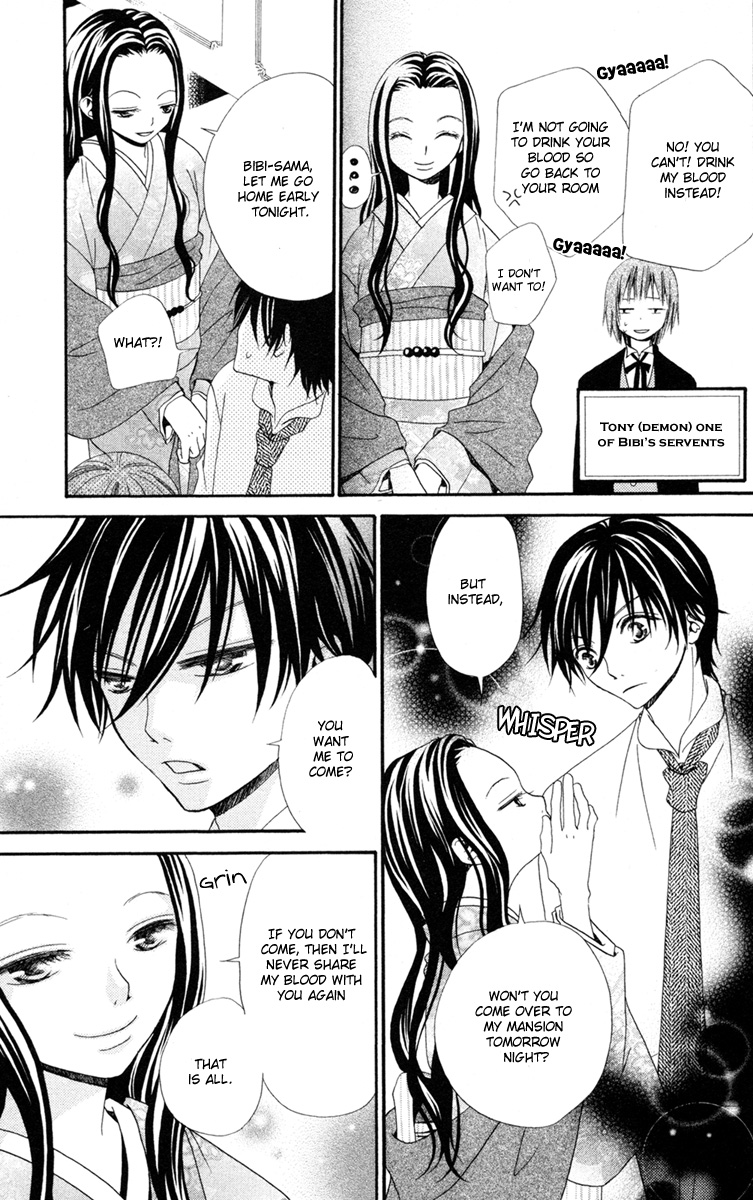 Gyaaaaa!
NO! YOU
CAN'T! DRINK
MY BLOOD
INSTEAD!
I'M NOT GOING
TO DRINK YOUR
BLOOD SO
GO BACK TO
YOUR ROOM
Gyaaaaa!
I DON'T
WANT TO!
TONY (DEMON) ONE
OF BIBI'S SERVENTS
BIBI-SAMA,
LET ME GO
HOME EARLY
TONIGHT.
WHAT?!
BUT
INSTEAD,
WHISPER
WON'T YOU
COME OVER TO
MY MANSION
TOMORROW
NIGHT?
YOU
WANT
ME TO
COME?
Grin
IF YOU DON'T
COME, THEN I'LL
NEVER SHARE
MY BLOOD WITH
YOU AGAIN
THAT
IS ALL.